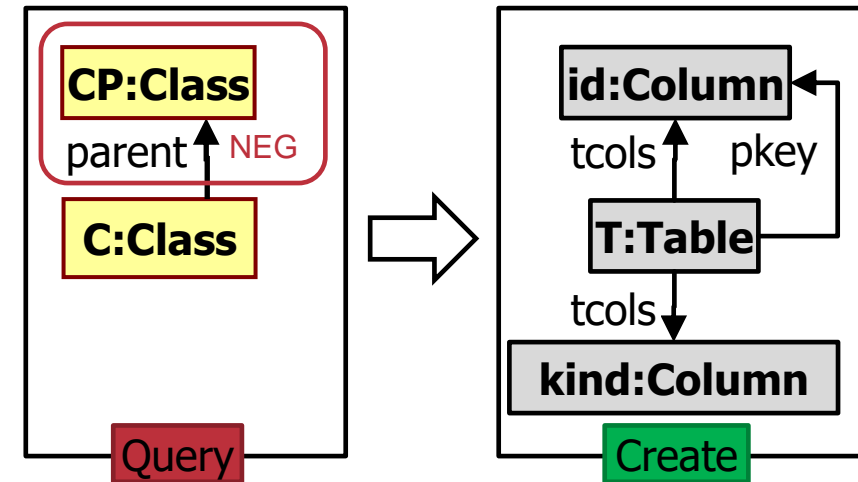 CP:Class
parent NEG
C:Class
Query
id:Column
tcols pkey
T:Table
tcols
kind:Column
Create